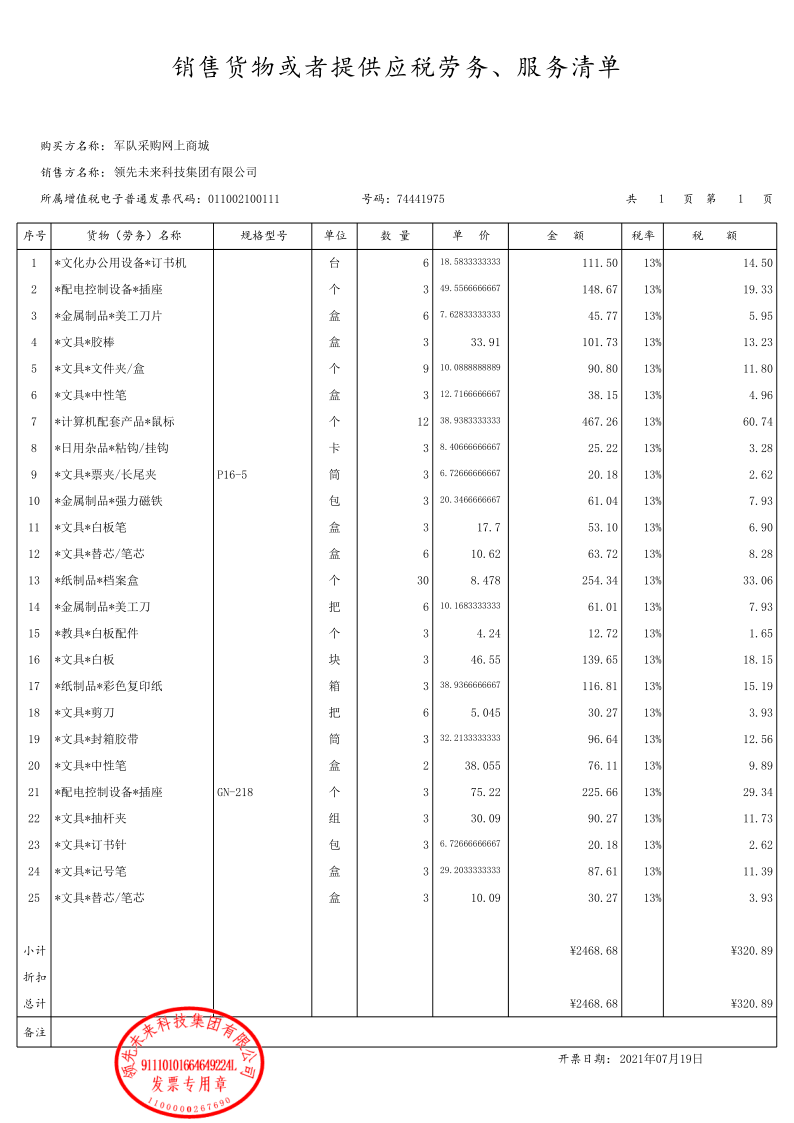 销售货物或者提供应税劳务、服务清单
购买方名称: 军队采购网上商城
销售方名称: 领先未来科技集团有限公司
所属增值税电子普通发票代码: 011002100111 号码: 74441975 共 1 页 第 1 页
序号 货物（劳务）名称 规格型号 单位 数 量 单 价 金 额 税率 税 额
1 *文化办公用设备*订书机 台 6 18.5833333333 111.50 13% 14.50
2 *配电控制设备*插座 个 3 49.5566666667 148.67 13% 19.33
3 *金属制品*美工刀片 盒 6 7.62833333333 45.77 13% 5.95
4 *文具*胶棒 盒 3 33.91 101.73 13% 13.23
5 *文具*文件夹/盒 个 9 10.0888888889 90.80 13% 11.80
6 *文具*中性笔 盒 3 12.7166666667 38.15 13% 4.96
7 *计算机配套产品*鼠标 个 12 38.9383333333 467.26 13% 60.74
8 *日用杂品*粘钩/挂钩 卡 3 8.40666666667 25.22 13% 3.28
9 *文具*票夹/长尾夹 P16-5 筒 3 6.72666666667 20.18 13% 2.62
10 *金属制品*强力磁铁 包 3 20.3466666667 61.04 13% 7.93
11 *文具*白板笔 盒 3 17.7 53.10 13% 6.90
12 *文具*替芯/笔芯 盒 6 10.62 63.72 13% 8.28
13 *纸制品*档案盒 个 30 8.478 254.34 13% 33.06
14 *金属制品*美工刀 把 6 10.1683333333 61.01 13% 7.93
15 *教具*白板配件 个 3 4.24 12.72 13% 1.65
16 *文具*白板 块 3 46.55 139.65 13% 18.15
17 *纸制品*彩色复印纸 箱 3 38.9366666667 116.81 13% 15.19
18 *文具*剪刀 把 6 5.045 30.27 13% 3.93
19 *文具*封箱胶带 筒 3 32.2133333333 96.64 13% 12.56
20 *文具*中性笔 盒 2 38.055 76.11 13% 9.89
21 *配电控制设备*插座 GN-218 个 3 75.22 225.66 13% 29.34
22 *文具*抽杆夹 组 3 30.09 90.27 13% 11.73
23 *文具*订书针 包 3 6.72666666667 20.18 13% 2.62
24 *文具*记号笔 盒 3 29.2033333333 87.61 13% 11.39
25 *文具*替芯/笔芯 盒 3 10.09 30.27 13% 3.93
小计 ¥2468.68 ¥320.89
折扣
总计 ¥2468.68 ¥320.89
备注
领先未来科技集团有限公司
91110101664649224L
发票专用章
1100000267690
开票日期: 2021年07月19日